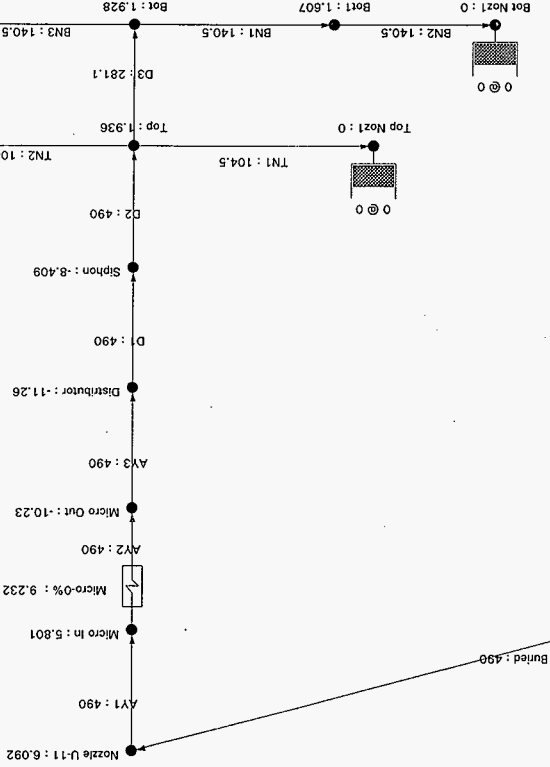 Nozzle U-11 : 6.092
AY1 : 490
Buried : 490
Micro In : 5.801
Micro-0% : 9.232
AY2 : 490
Micro Out : -10.23
AY3 : 490
Distributor : -11.26
D1 : 490
Siphon : -8.409
D2 : 490
0 @ 0
TN1 : 104.5
TN2 : 10
Top Noz1 : 0
Top : 1.936
0 @ 0
D3 : 281.1
BN2 : 140.5
BN1 : 140.5
BN3 : 140.5
Bot Noz1 : 0
Bot1 : 1.607
Bot : 1.928